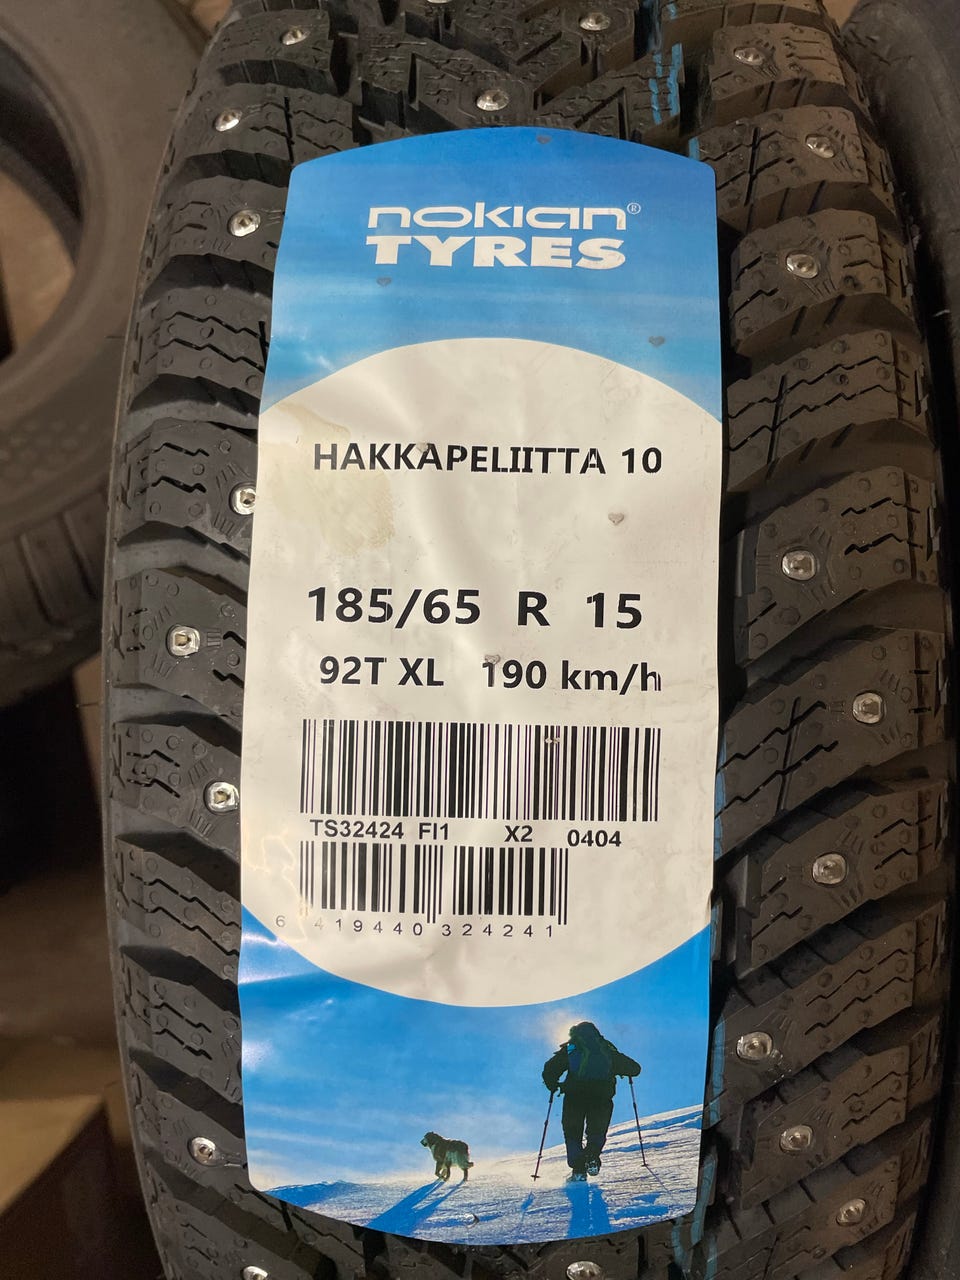 nokian®
TYRES
HAKKAPELIITTA 10
185/65 R 15
92T XL 190 km/h
TS32424 FI1 X2 0404
6 419440 324241